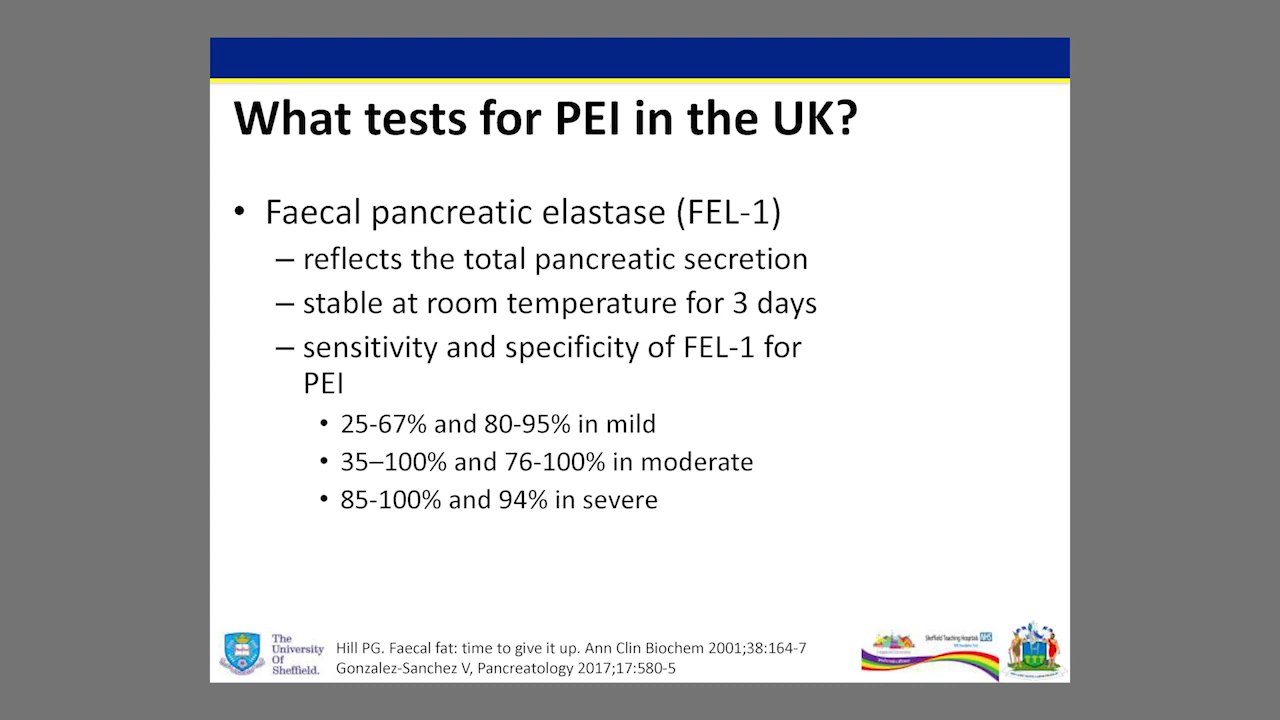 What tests for PEI in the UK?
• Faecal pancreatic elastase (FEL-1)
– reflects the total pancreatic secretion
– stable at room temperature for 3 days
– sensitivity and specificity of FEL-1 for
PEI
• 25-67% and 80-95% in mild
• 35–100% and 76-100% in moderate
• 85-100% and 94% in severe
The
University
Of
Sheffield.
Hill PG. Faecal fat: time to give it up. Ann Clin Biochem 2001;38:164-7
Gonzalez-Sanchez V, Pancreatology 2017;17:580-5
Sheffield Teaching Hospitals NHS